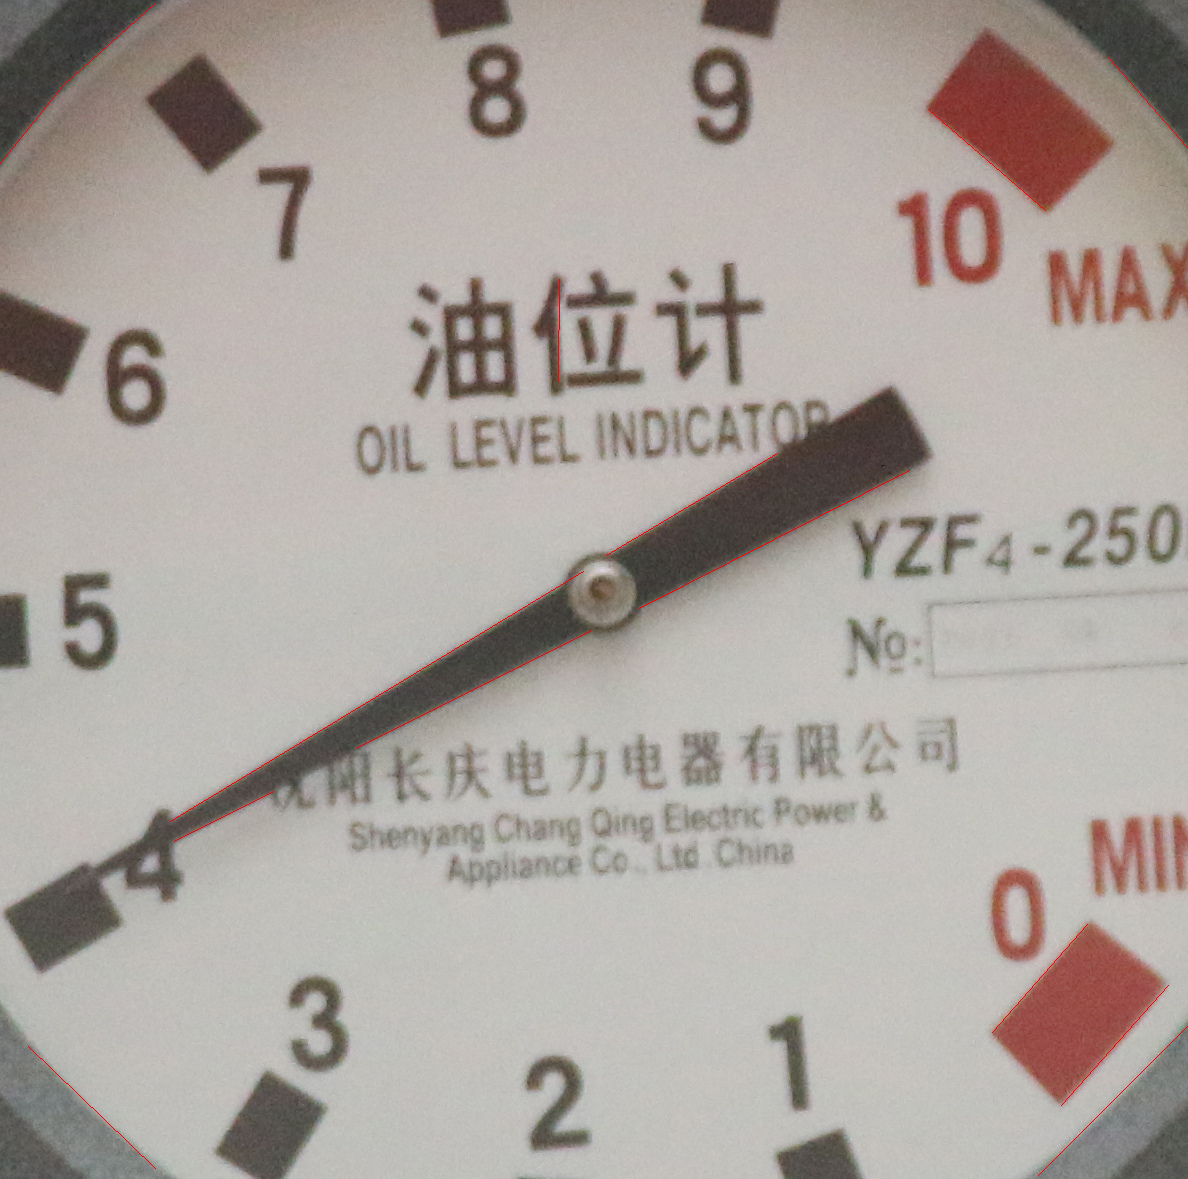 8 9
7
10
MAX
油位计
6
OIL LEVEL INDICATOR
YZF4-250
5
№:
沈阳长庆电力电器有限公司
Shenyang Chang Qing Electric Power &
Appliance Co., Ltd. China
4
MIN
0
3
1
2